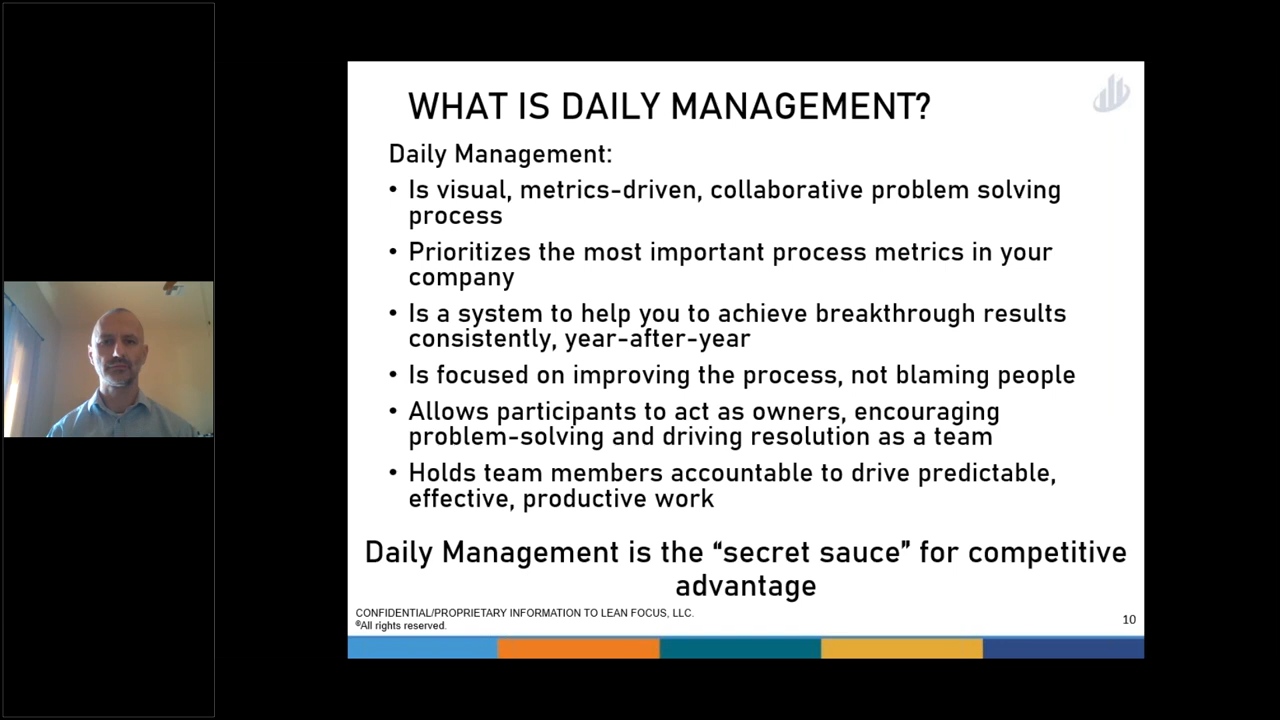 WHAT IS DAILY MANAGEMENT?
Daily Management:
• Is visual, metrics-driven, collaborative problem solving
process
• Prioritizes the most important process metrics in your
company
• Is a system to help you to achieve breakthrough results
consistently, year-after-year
• Is focused on improving the process, not blaming people
• Allows participants to act as owners, encouraging
problem-solving and driving resolution as a team
• Holds team members accountable to drive predictable,
effective, productive work
Daily Management is the “secret sauce” for competitive
advantage
CONFIDENTIAL/PROPRIETARY INFORMATION TO LEAN FOCUS, LLC.
®All rights reserved.
10